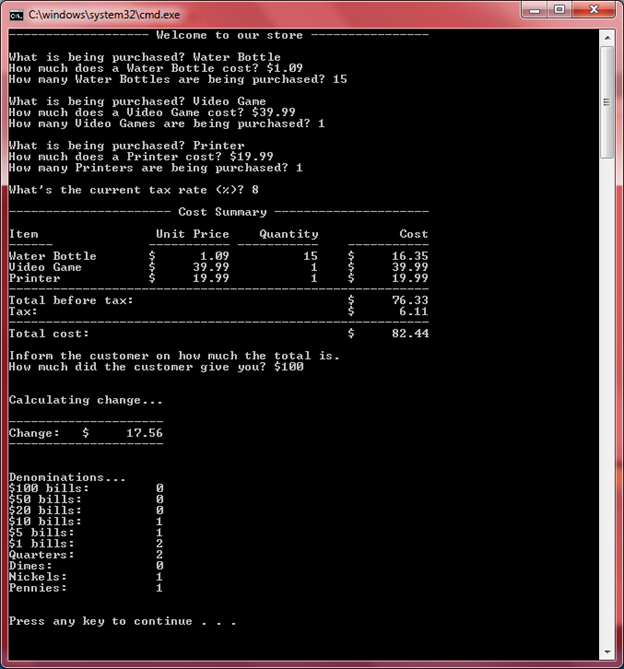 C:\windows\system32\cmd.exe
------------------- Welcome to our store ----------------
What is being purchased? Water Bottle
How much does a Water Bottle cost? $1.09
How many Water Bottles are being purchased? 15
What is being purchased? Video Game
How much does a Video Game cost? $39.99
How many Video Games are being purchased? 1
What is being purchased? Printer
How much does a Printer cost? $19.99
How many Printers are being purchased? 1
What's the current tax rate (%)? 8
---------------------- Cost Summary ---------------------
Item Unit Price Quantity Cost
------ ----------- ----------- -----------
Water Bottle $ 1.09 15 $ 16.35
Video Game $ 39.99 1 $ 39.99
Printer $ 19.99 1 $ 19.99
---------------------------------------------------------
Total before tax: $ 76.33
Tax: $ 6.11
---------------------------------------------------------
Total cost: $ 82.44
Inform the customer on how much the total is.
How much did the customer give you? $100
Calculating change...
---------------------
Change: $ 17.56
---------------------
Denominations...
$100 bills: 0
$50 bills: 0
$20 bills: 0
$10 bills: 1
$5 bills: 1
$1 bills: 2
Quarters: 2
Dimes: 0
Nickels: 1
Pennies: 1
Press any key to continue . . .